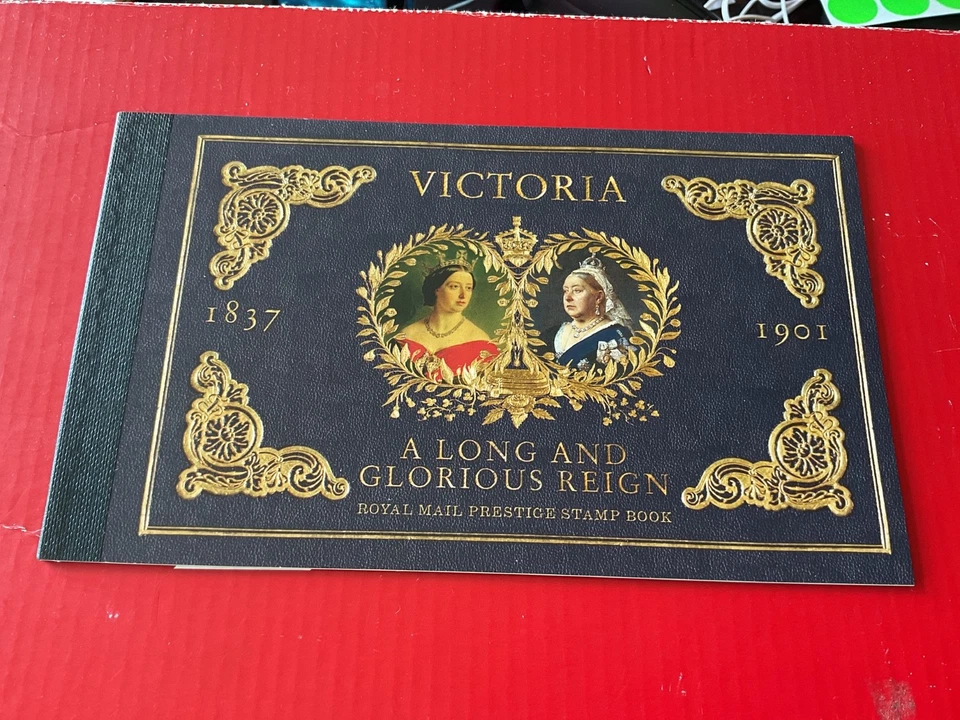 VICTORIA
1837
1901
A LONG AND
GLORIOUS REIGN
ROYAL MAIL PRESTIGE STAMP BOOK